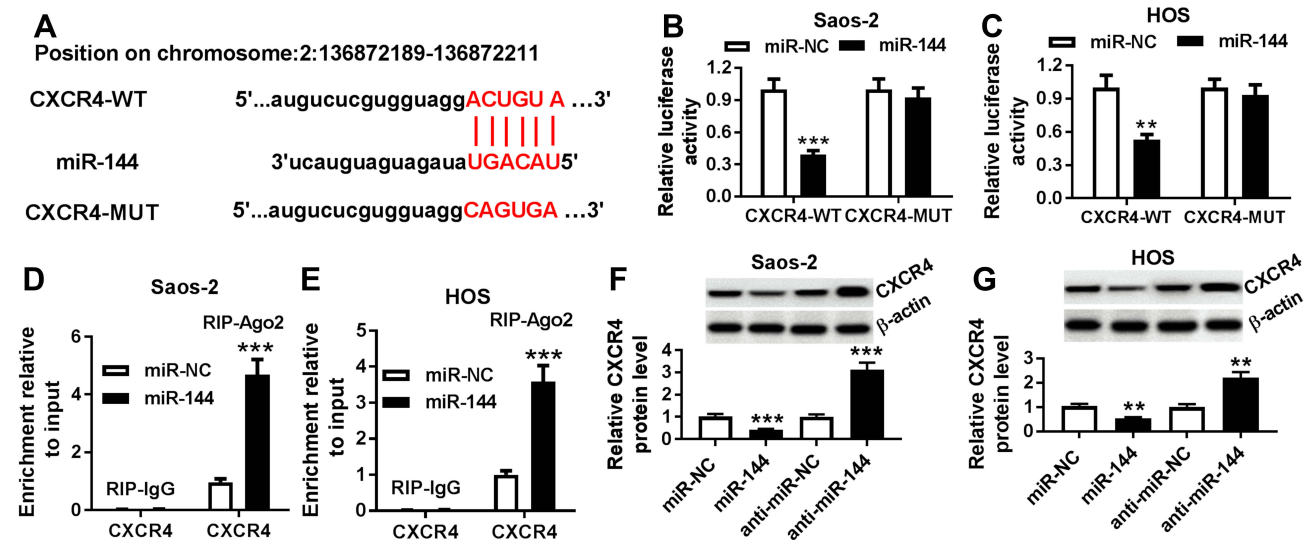 A
Position on chromosome:2:136872189-136872211
CXCR4-WT 5'...augucucgugguaggACUGU A ...3'
miR-144 3'ucauguaguagauaUGACAU5'
CXCR4-MUT 5'...augucucgugguaggCAGUGA ...3'
B
Saos-2
miR-NC miR-144
Relative luciferase
activity
1.2
0.9
0.6
0.3
0.0
***
CXCR4-WT CXCR4-MUT
C
HOS
miR-NC miR-144
Relative luciferase
activity
1.2
0.9
0.6
0.3
0.0
**
CXCR4-WT CXCR4-MUT
D
Saos-2
RIP-Ago2
***
miR-NC
miR-144
Enrichment relative
to input
6
4
2
0
RIP-IgG
CXCR4 CXCR4
E
HOS
RIP-Ago2
***
miR-NC
miR-144
Enrichment relative
to input
5
4
3
2
1
0
RIP-IgG
CXCR4 CXCR4
F
Saos-2
CXCR4
β-actin
Relative CXCR4
protein level
4
3
2
1
0
***
***
miR-NC
miR-144
anti-miR-NC
anti-miR-144
G
HOS
CXCR4
β-actin
Relative CXCR4
protein level
3
2
1
0
**
**
miR-NC
miR-144
anti-miR-NC
anti-miR-144